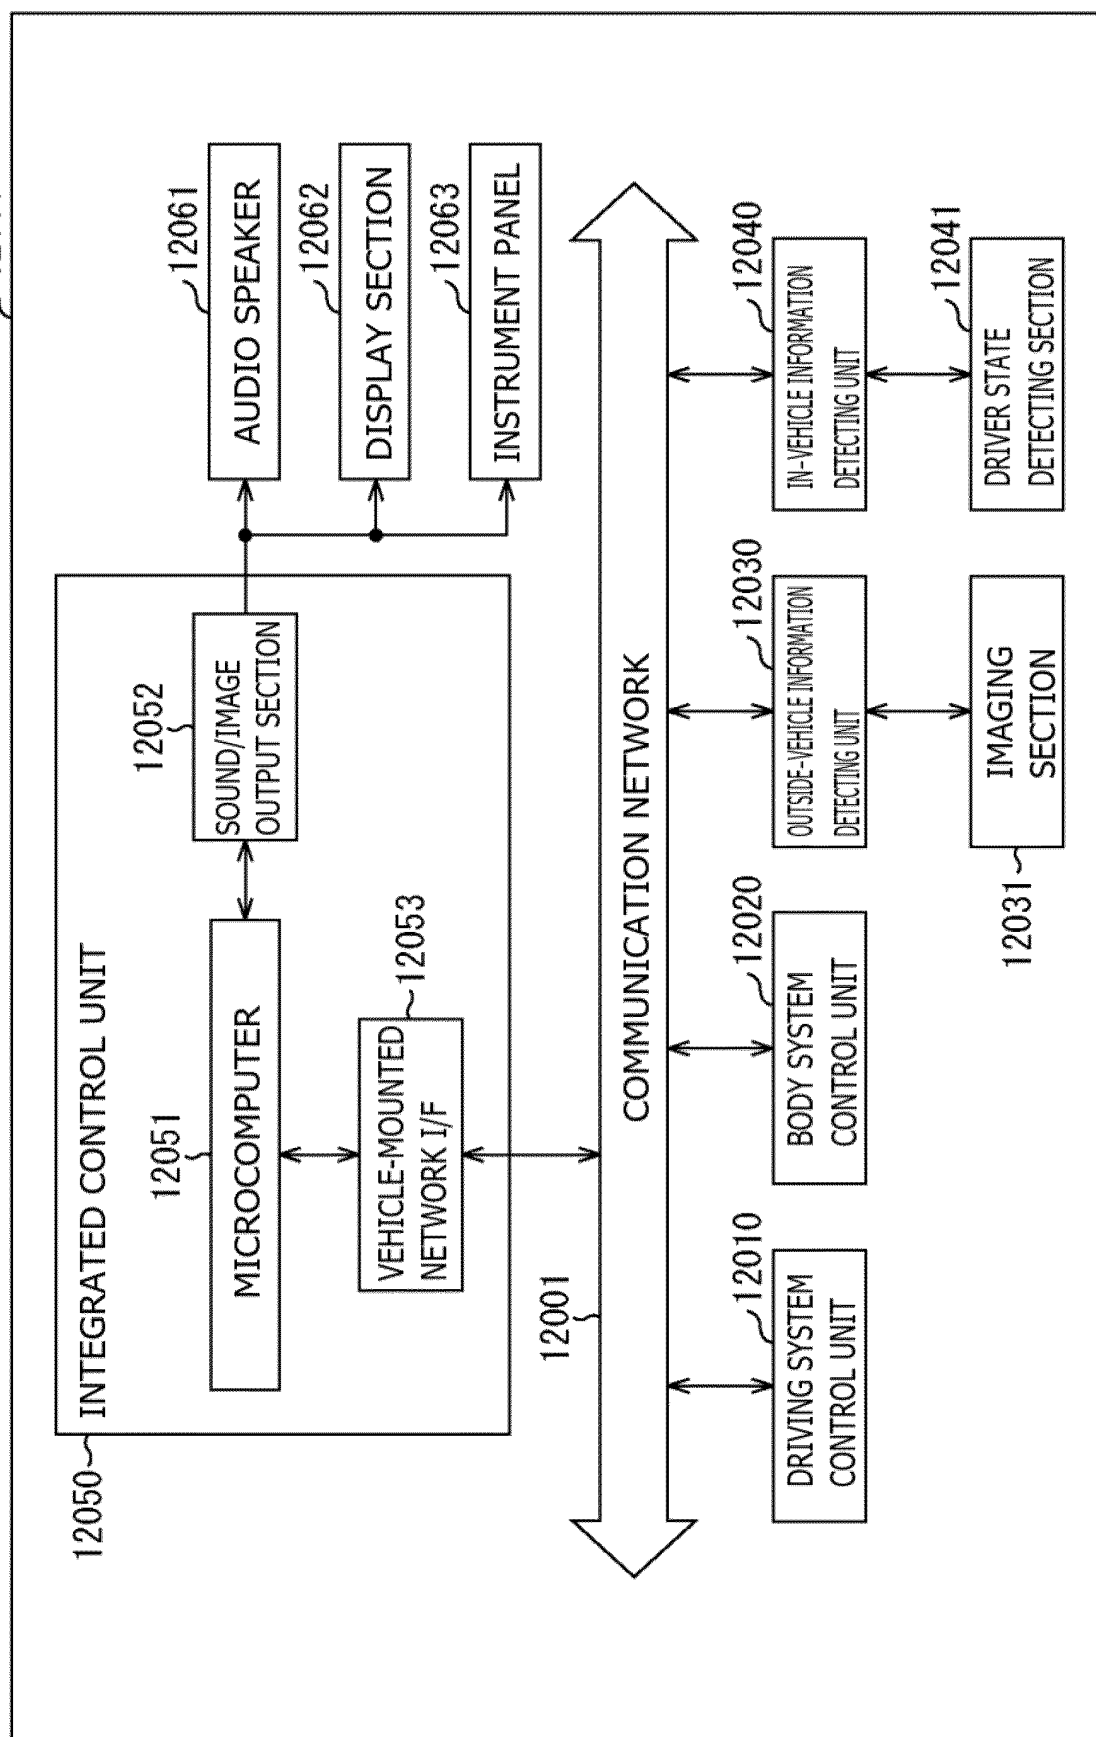 12050
INTEGRATED CONTROL UNIT
12051
MICROCOMPUTER
12052
SOUND/IMAGE
OUTPUT SECTION
12053
VEHICLE-MOUNTED
NETWORK I/F
12061
AUDIO SPEAKER
12062
DISPLAY SECTION
12063
INSTRUMENT PANEL
12001
COMMUNICATION NETWORK
12010
DRIVING SYSTEM
CONTROL UNIT
12020
BODY SYSTEM
CONTROL UNIT
12030
OUTSIDE-VEHICLE INFORMATION
DETECTING UNIT
12040
IN-VEHICLE INFORMATION
DETECTING UNIT
12031
IMAGING
SECTION
12041
DRIVER STATE
DETECTING SECTION